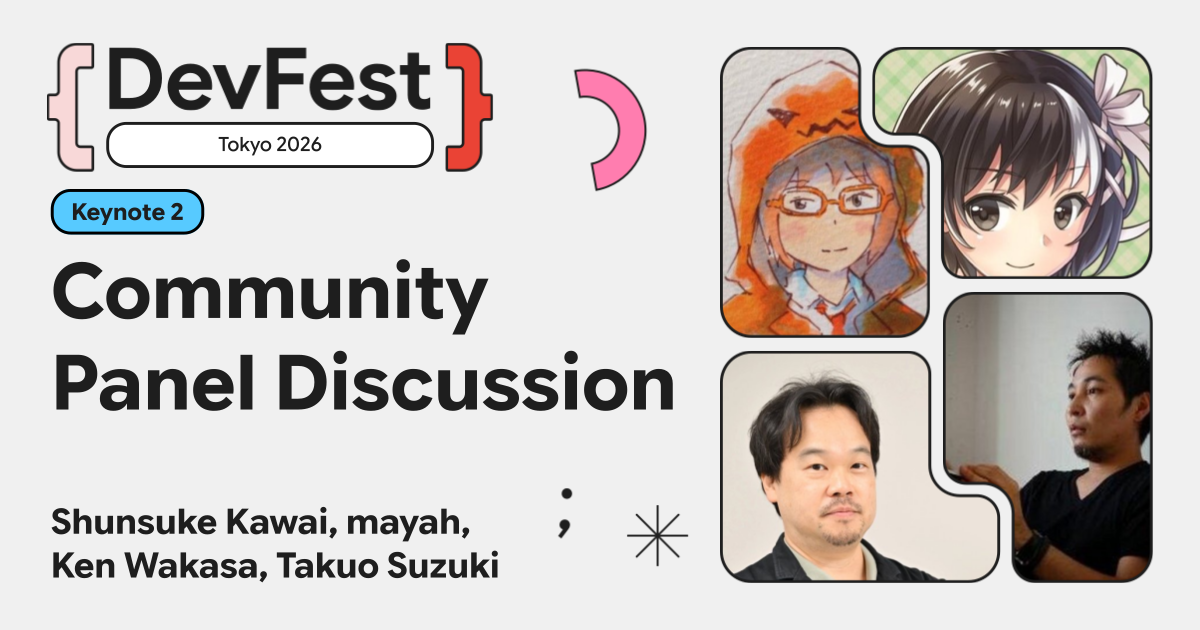 DevFest
Tokyo 2026
Keynote 2
Community
Panel Discussion
Shunsuke Kawai, mayah,
Ken Wakasa, Takuo Suzuki